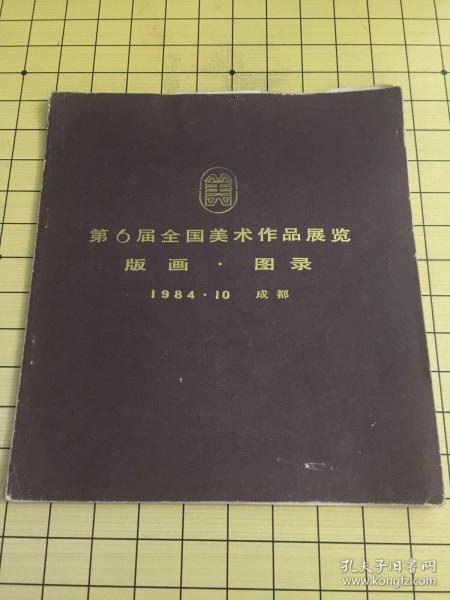 美
第6届全国美术作品展览
版画·图录
1984·10 成都
孔夫子旧书网
www.kongfz.com